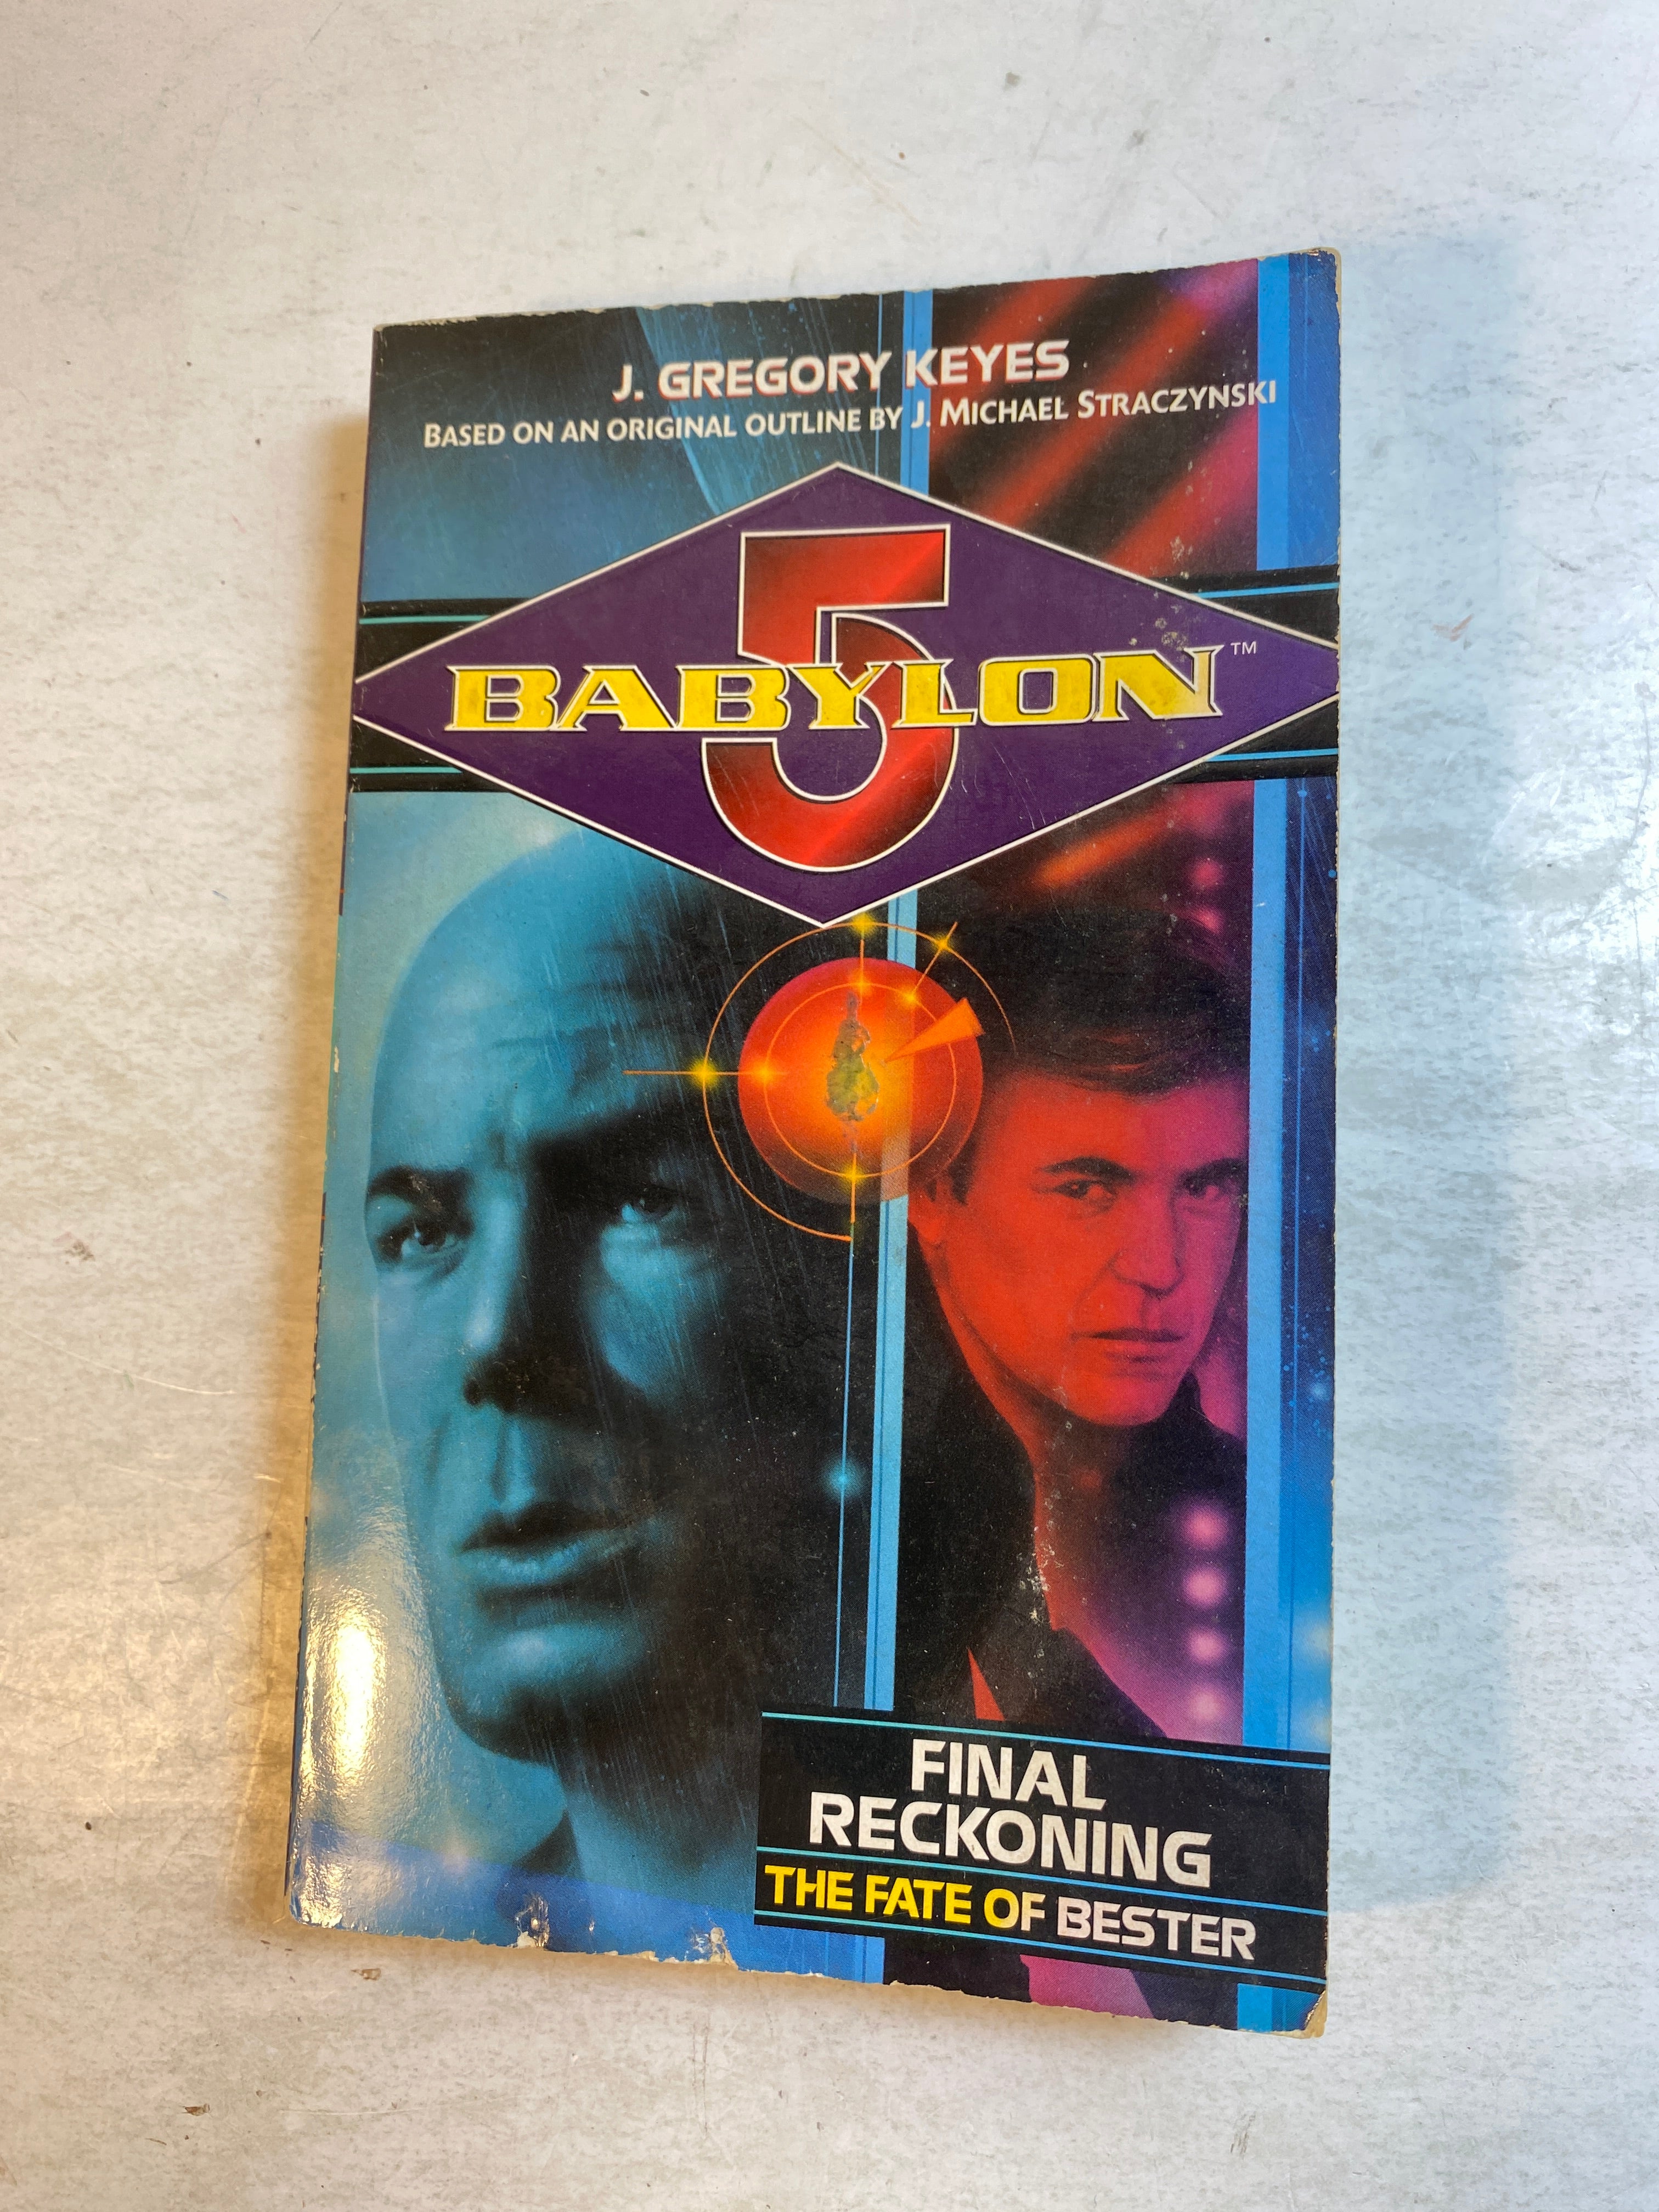 J. GREGORY KEYES
BASED ON AN ORIGINAL OUTLINE BY J. MICHAEL STRACZYNSKI
5
BABYLON™
FINAL
RECKONING
THE FATE OF BESTER